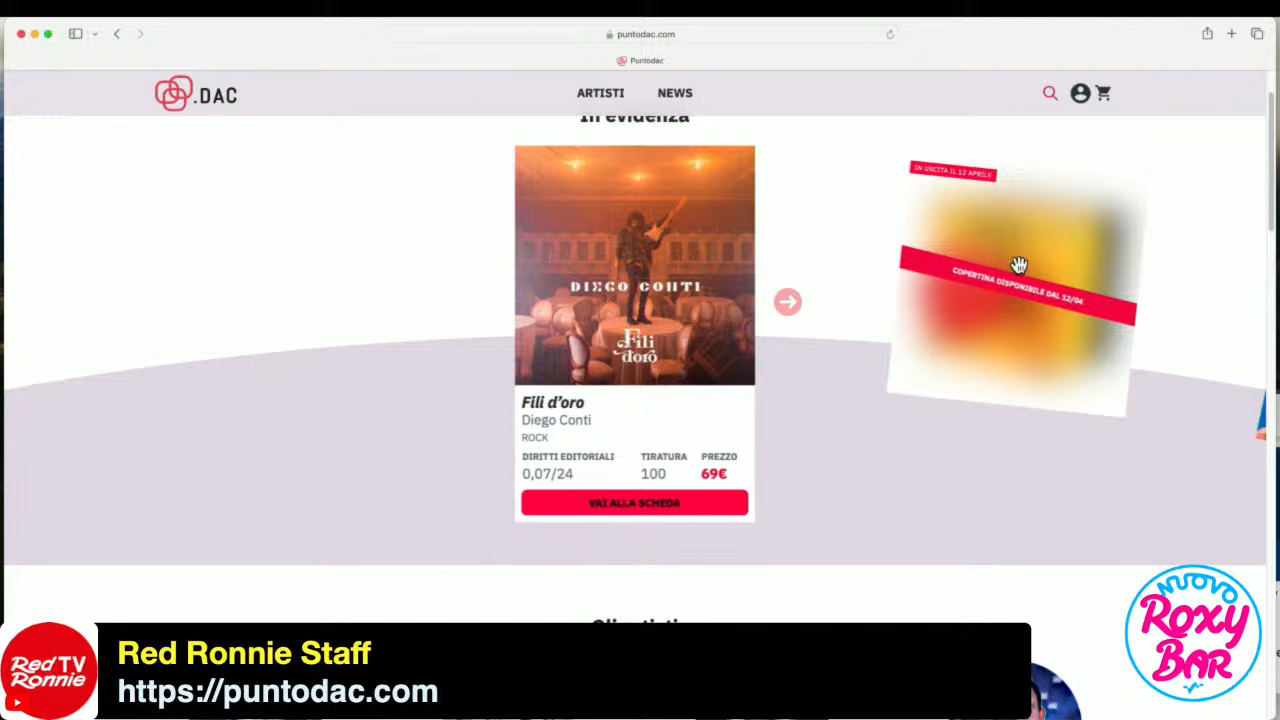 puntodac.com
Puntodac
.DAC
ARTISTI
NEWS
In evidenza
DIEGO CONTI
Fili
d'oro
IN USCITA IL 12 APRILE
COPERTINA DISPONIBILE DAL 12/04
Fili d'oro
Diego Conti
ROCK
DIRITTI EDITORIALI TIRATURA PREZZO
0,07/24 100 69€
VAI ALLA SCHEDA
Gli artisti
Red TV
Ronnie
Red Ronnie Staff
https://puntodac.com
NUOVO
Roxy
BAR